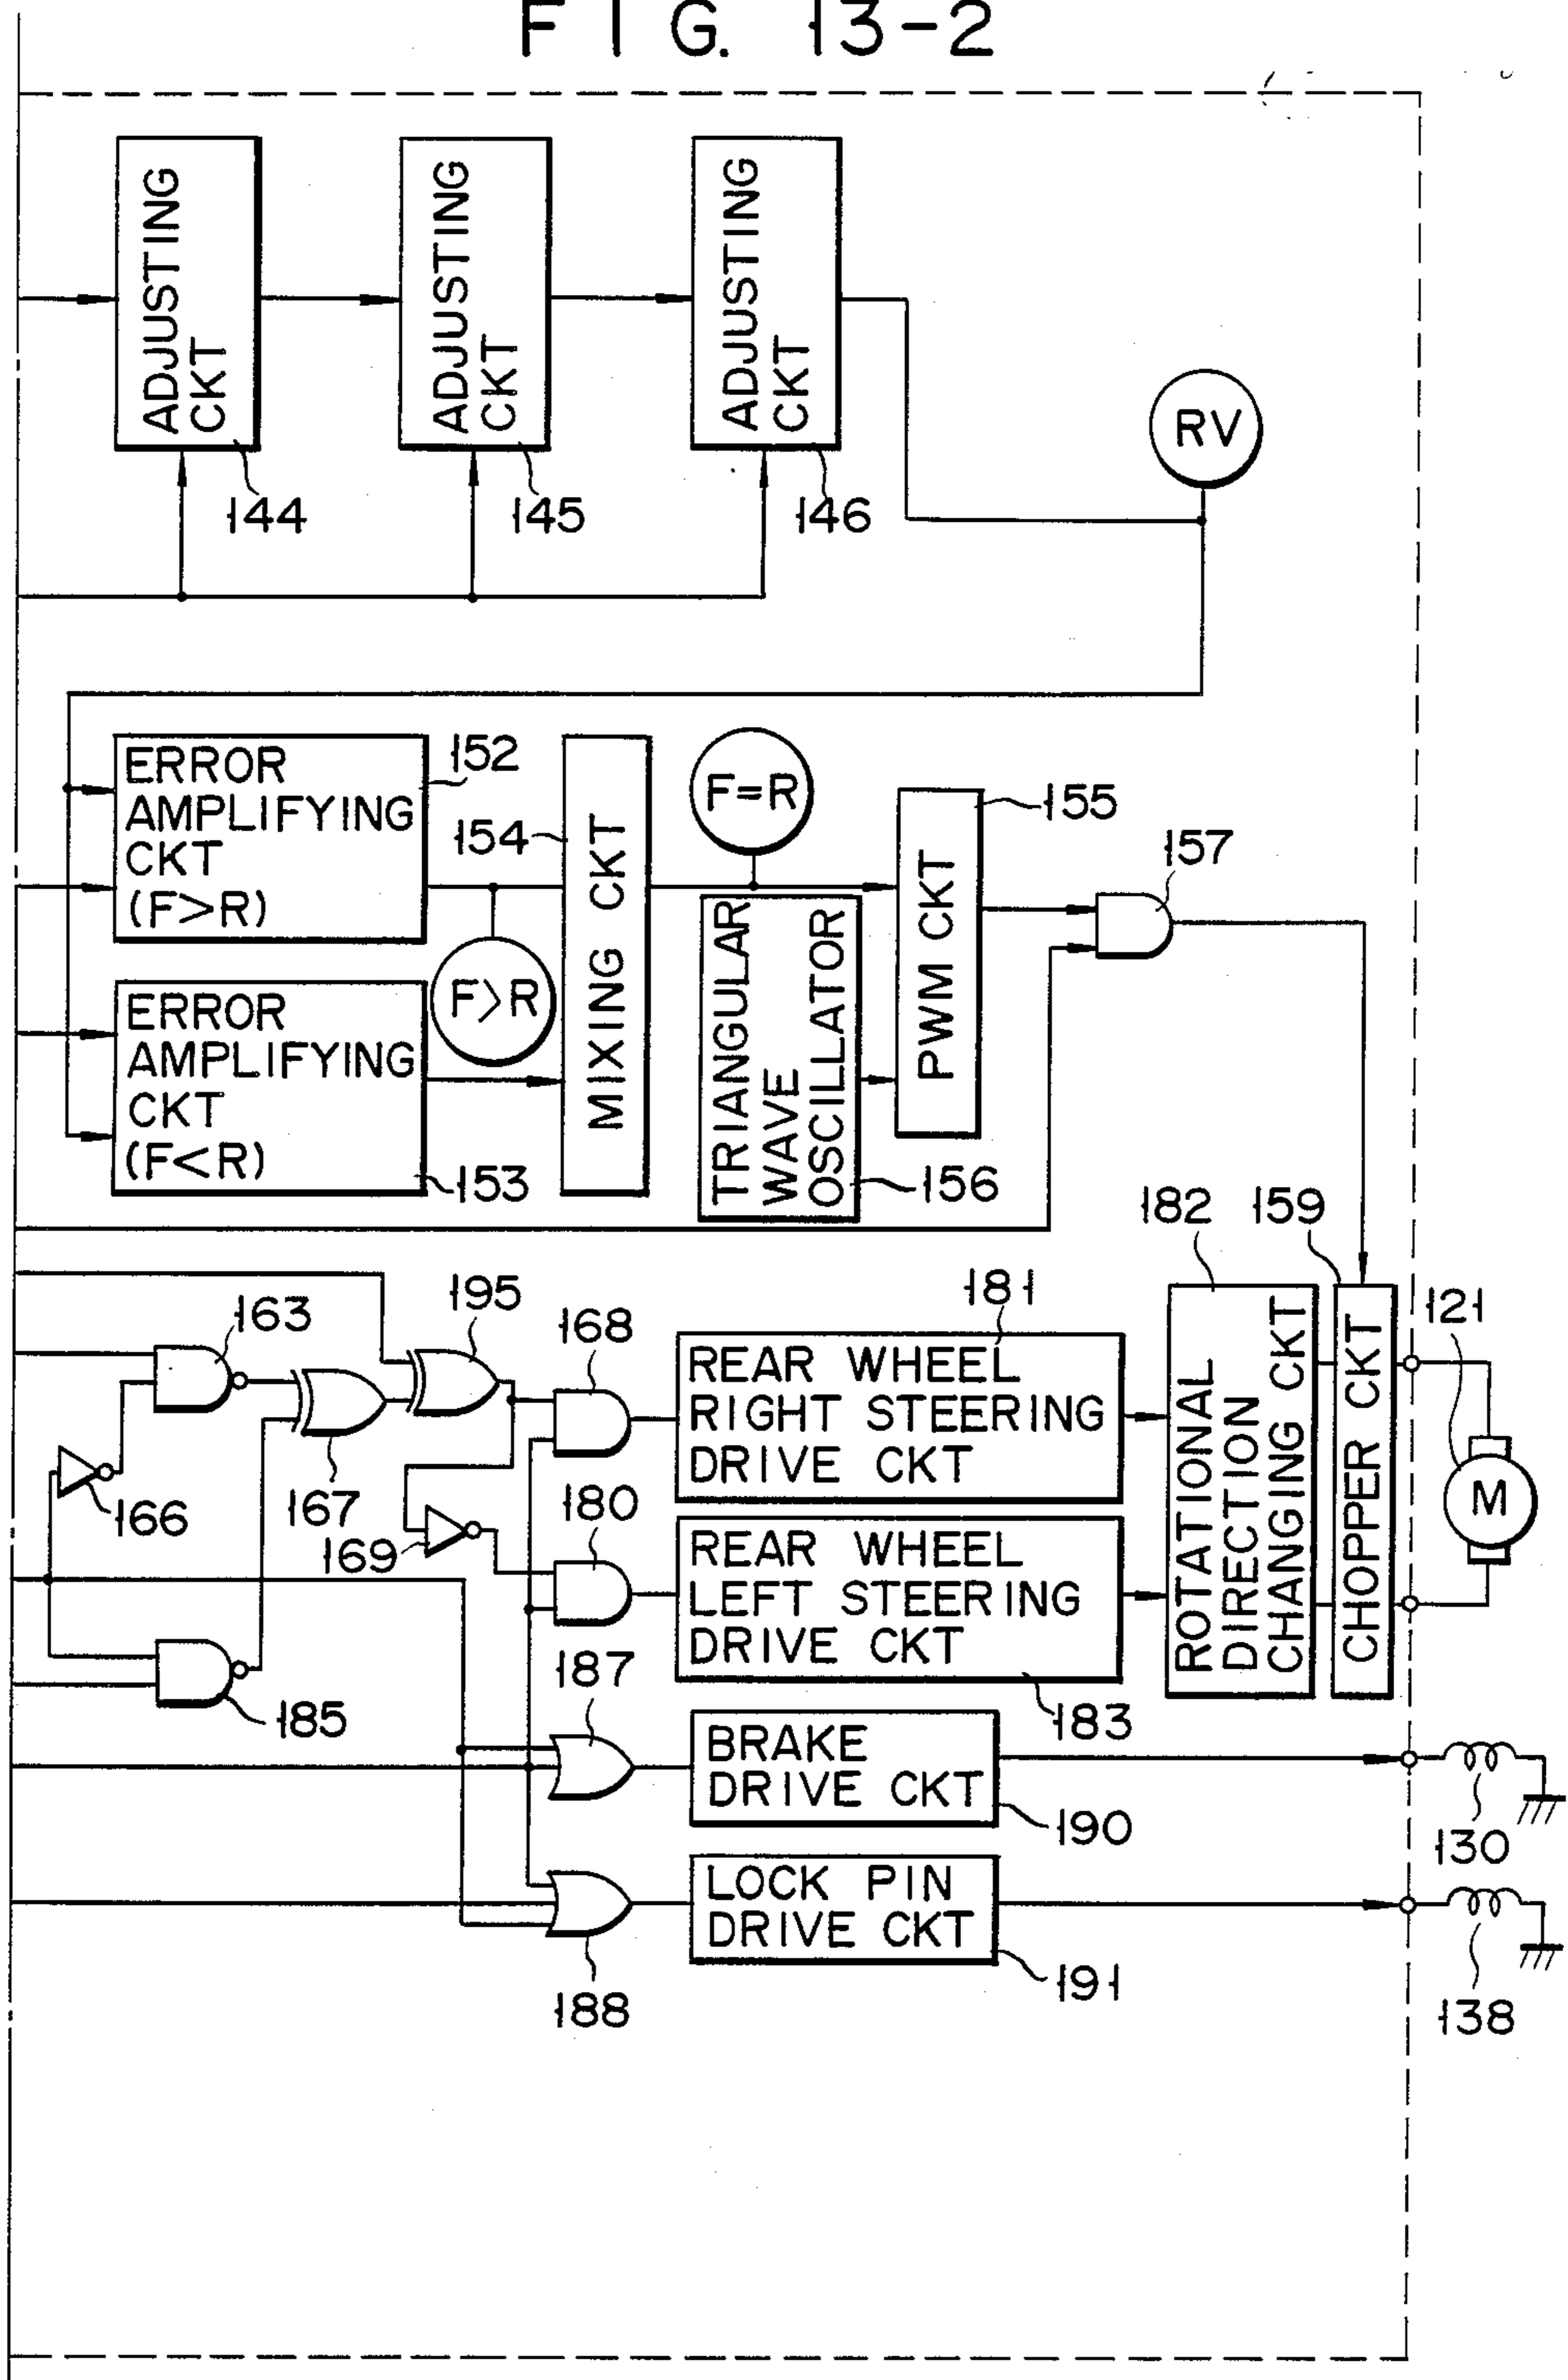 FIG. 13-2
ADJUSTING
CKT
144
ADJUSTING
CKT
145
ADJUSTING
CKT
146
RV
ERROR
AMPLIFYING
CKT
(F>R)
152
F>R
ERROR
AMPLIFYING
CKT
(F<R)
153
154
MIXING CKT
F=R
TRIANGULAR
WAVE
OSCILLATOR
156
PWM CKT
155
157
163
195
168
166
167
169
180
185
181
REAR WHEEL
RIGHT STEERING
DRIVE CKT
REAR WHEEL
LEFT STEERING
DRIVE CKT
183
182
ROTATIONAL
DIRECTION
CHANGING CKT
159
CHOPPER CKT
121
M
187
BRAKE
DRIVE CKT
190
130
188
LOCK PIN
DRIVE CKT
191
138